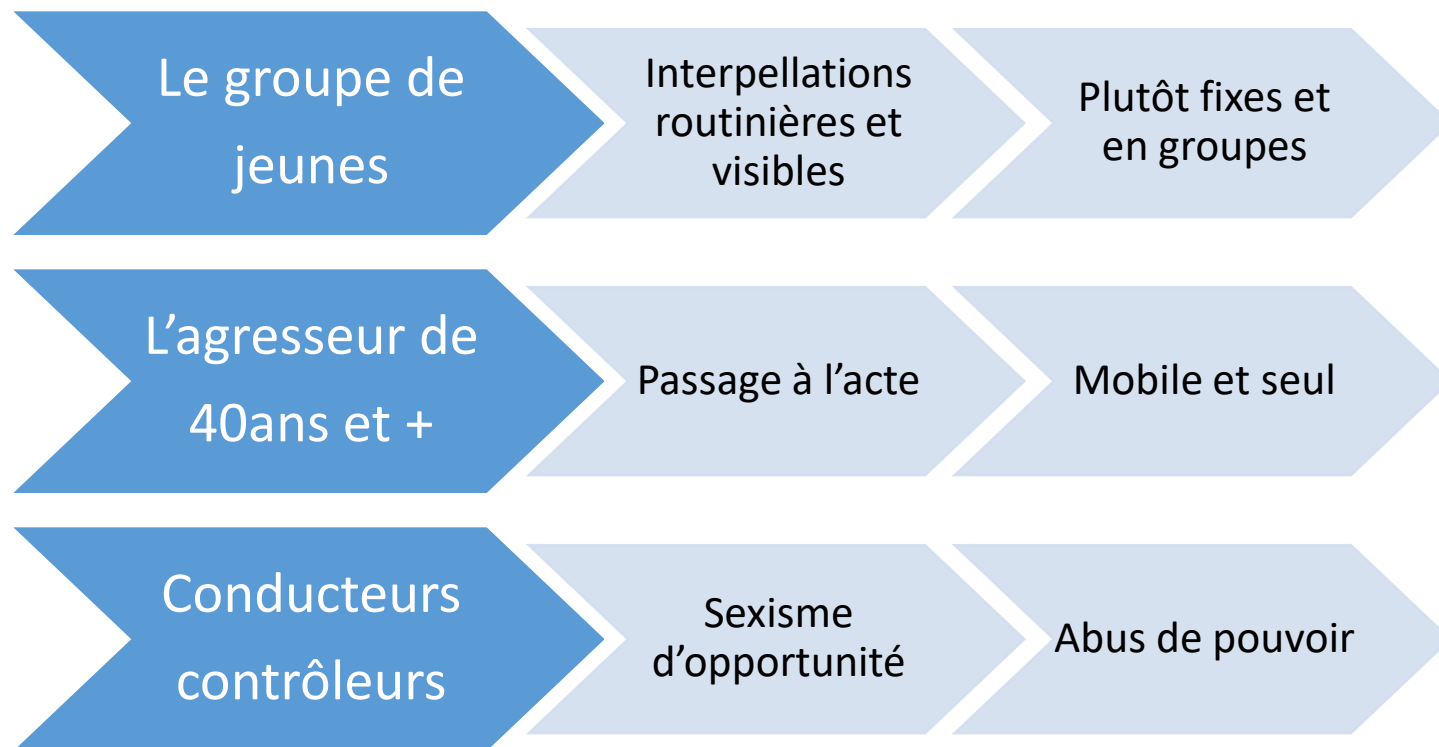 Le groupe de
jeunes
Interpellations
routinières et
visibles
Plutôt fixes et
en groupes
L’agresseur de
40ans et +
Passage à l’acte
Mobile et seul
Conducteurs
contrôleurs
Sexisme
d’opportunité
Abus de pouvoir